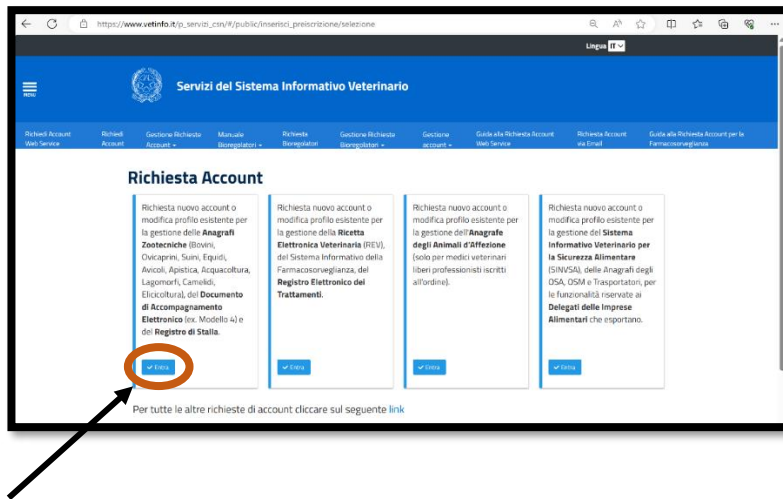 https://www.vetinfo.it/p_servizi_csn/#/public/inserisci_preiscrizione/selezione
Lingua IT
MENU
Servizi del Sistema Informativo Veterinario
Richiedi Account
Web Service
Richiedi
Account
Gestione Richieste
Account
Manuale
Bioregolatori
Richiesta
Bioregolatori
Gestione Richieste
Bioregolatori
Gestione
account
Guida alla Richiesta Account
Web Service
Richiesta Account
via Email
Guida alla Richiesta Account per la
Farmacosorveglianza
Richiesta Account
Richiesta nuovo account o
modifica profilo esistente per
la gestione delle Anagrafi
Zootecniche (Bovini,
Ovicaprini, Suini, Equidi,
Avicoli, Apistica, Acquacoltura,
Lagomorfi, Camelidi,
Elicicoltura), del Documento
di Accompagnamento
Elettronico (ex. Modello 4) e
del Registro di Stalla.
Entra
Richiesta nuovo account o
modifica profilo esistente per
la gestione della Ricetta
Elettronica Veterinaria (REV),
del Sistema Informativo della
Farmacosorveglianza, del
Registro Elettronico dei
Trattamenti.
Entra
Richiesta nuovo account o
modifica profilo esistente per
la gestione dell'Anagrafe
degli Animali d'Affezione
(solo per medici veterinari
liberi professionisti iscritti
all'ordine).
Entra
Richiesta nuovo account o
modifica profilo esistente per
la gestione del Sistema
Informativo Veterinario per
la Sicurezza Alimentare
(SINVSA), delle Anagrafi degli
OSA, OSM e Trasportatori, per
le funzionalità riservate ai
Delegati delle Imprese
Alimentari che esportano.
Entra
Per tutte le altre richieste di account cliccare sul seguente link